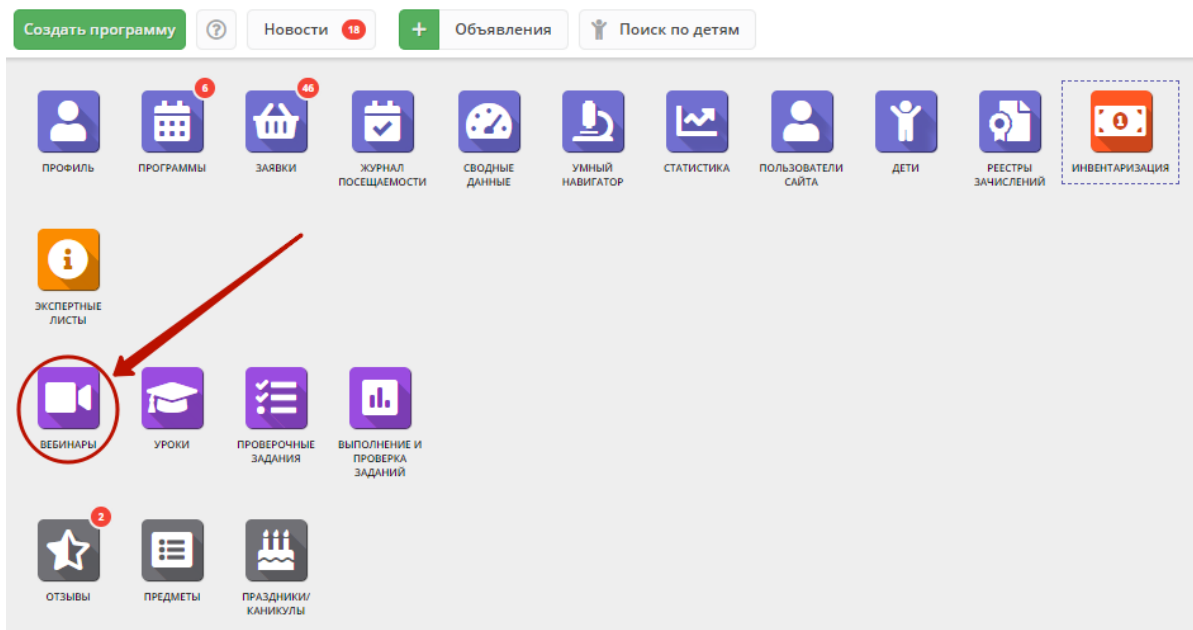 Создать программу
?
Новости 18
+ Объявления
Поиск по детям
6
46
1
ПРОФИЛЬ
ПРОГРАММЫ
ЗАЯВКИ
ЖУРНАЛ
ПОСЕЩАЕМОСТИ
СВОДНЫЕ
ДАННЫЕ
УМНЫЙ
НАВИГАТОР
СТАТИСТИКА
ПОЛЬЗОВАТЕЛИ
САЙТА
ДЕТИ
РЕЕСТРЫ
ЗАЧИСЛЕНИЙ
ИНВЕНТАРИЗАЦИЯ
ЭКСПЕРТНЫЕ
ЛИСТЫ
ВЕБИНАРЫ
УРОКИ
ПРОВЕРОЧНЫЕ
ЗАДАНИЯ
ВЫПОЛНЕНИЕ И
ПРОВЕРКА
ЗАДАНИЙ
2
ОТЗЫВЫ
ПРЕДМЕТЫ
ПРАЗДНИКИ/
КАНИКУЛЫ